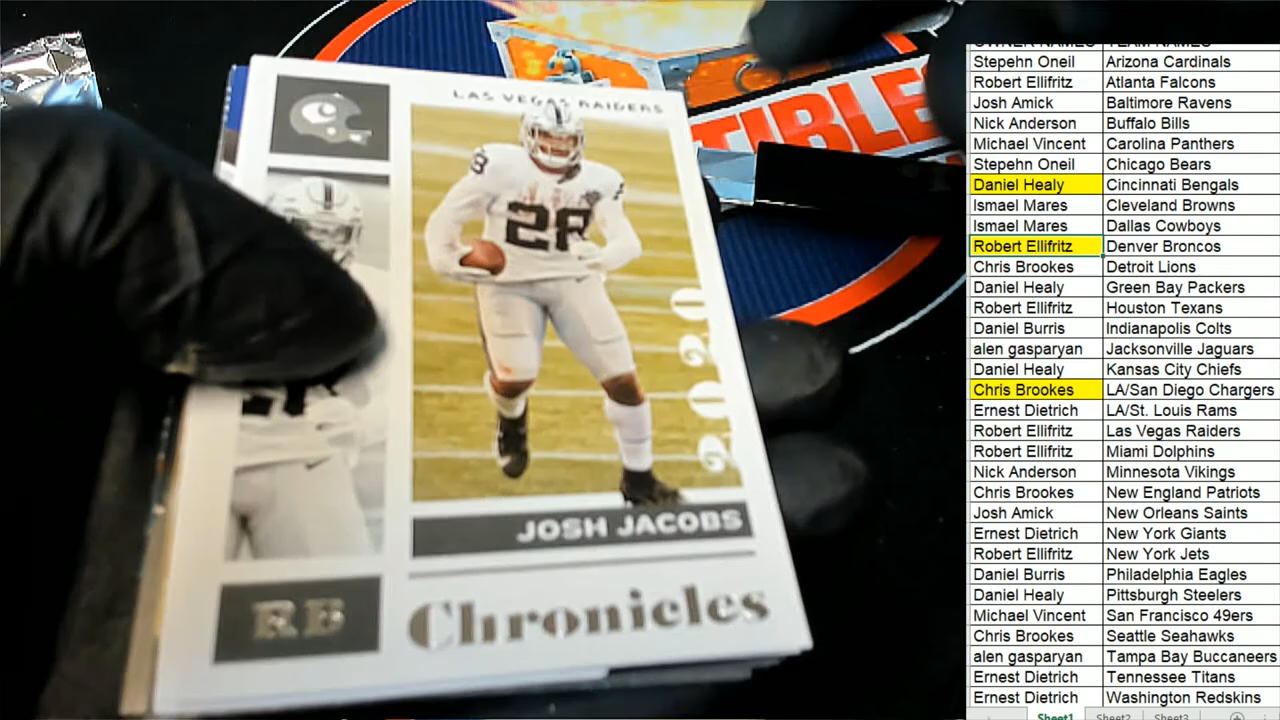 LAS VEGAS RAIDERS
28
28
2020
JOSH JACOBS
RB
Chronicles
TIBLE
OWNER NAMES TEAM NAMES
Stepehn Oneil Arizona Cardinals
Robert Ellifritz Atlanta Falcons
Josh Amick Baltimore Ravens
Nick Anderson Buffalo Bills
Michael Vincent Carolina Panthers
Stepehn Oneil Chicago Bears
Daniel Healy Cincinnati Bengals
Ismael Mares Cleveland Browns
Ismael Mares Dallas Cowboys
Robert Ellifritz Denver Broncos
Chris Brookes Detroit Lions
Daniel Healy Green Bay Packers
Robert Ellifritz Houston Texans
Daniel Burris Indianapolis Colts
alen gasparyan Jacksonville Jaguars
Daniel Healy Kansas City Chiefs
Chris Brookes LA/San Diego Chargers
Ernest Dietrich LA/St. Louis Rams
Robert Ellifritz Las Vegas Raiders
Robert Ellifritz Miami Dolphins
Nick Anderson Minnesota Vikings
Chris Brookes New England Patriots
Josh Amick New Orleans Saints
Ernest Dietrich New York Giants
Robert Ellifritz New York Jets
Daniel Burris Philadelphia Eagles
Daniel Healy Pittsburgh Steelers
Michael Vincent San Francisco 49ers
Chris Brookes Seattle Seahawks
alen gasparyan Tampa Bay Buccaneers
Ernest Dietrich Tennessee Titans
Ernest Dietrich Washington Redskins
Sheet1 Sheet2 Sheet3